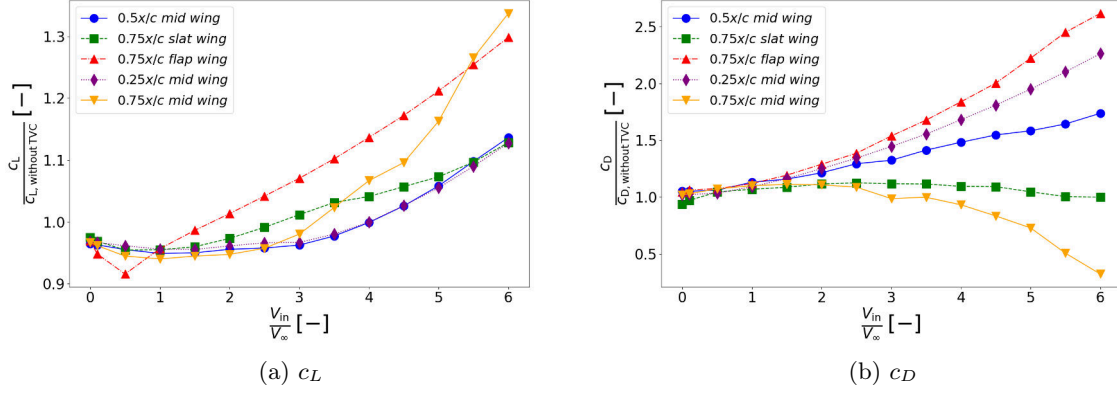 0.5x/c mid wing
0.75x/c slat wing
0.75x/c flap wing
0.25x/c mid wing
0.75x/c mid wing
1.3
1.2
1.1
1.0
0.9
c_L / c_L, without TVC [−]
0 1 2 3 4 5 6
V_in / V_∞ [−]
(a) c_L
0.5x/c mid wing
0.75x/c slat wing
0.75x/c flap wing
0.25x/c mid wing
0.75x/c mid wing
2.5
2.0
1.5
1.0
0.5
c_D / c_D, without TVC [−]
0 1 2 3 4 5 6
V_in / V_∞ [−]
(b) c_D